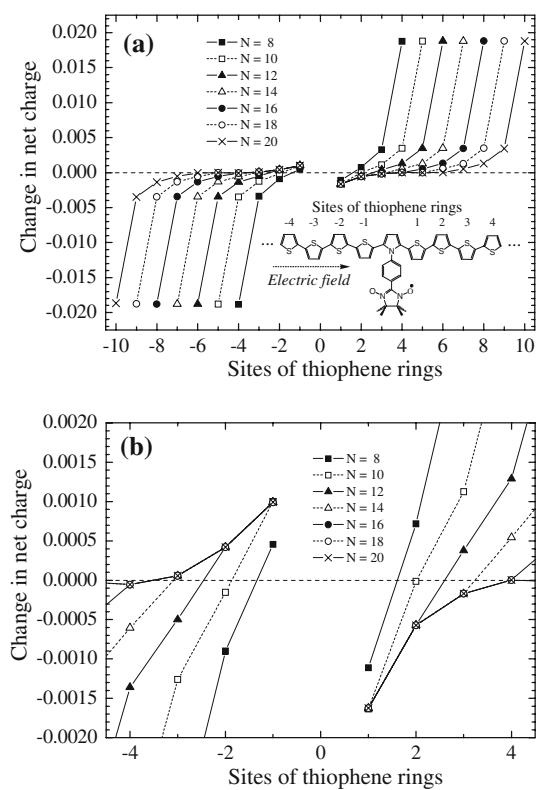 (a)
N = 8
N = 10
N = 12
N = 14
N = 16
N = 18
N = 20
0.020
0.015
0.010
0.005
0.000
-0.005
-0.010
-0.015
-0.020
Change in net charge
Sites of thiophene rings
-4 -3 -2 -1 1 2 3 4
... S S S S N S S S S ...
Electric field
O N N O•
-10 -8 -6 -4 -2 0 2 4 6 8 10
Sites of thiophene rings
(b)
N = 8
N = 10
N = 12
N = 14
N = 16
N = 18
N = 20
0.0020
0.0015
0.0010
0.0005
0.0000
-0.0005
-0.0010
-0.0015
-0.0020
Change in net charge
-4 -2 0 2 4
Sites of thiophene rings